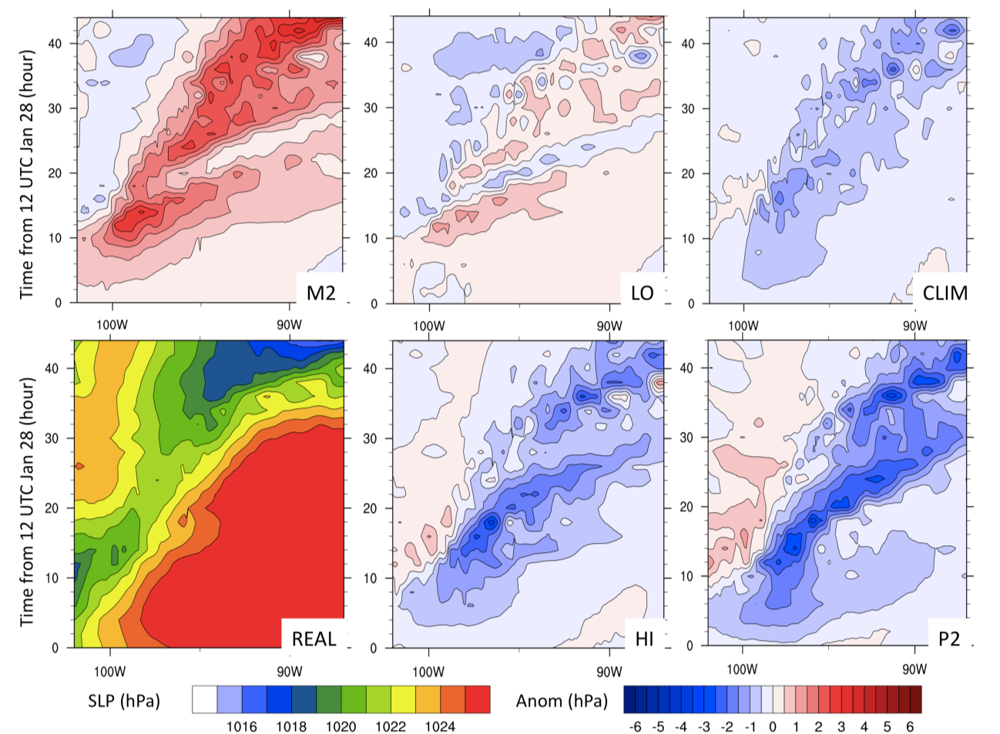 Time from 12 UTC Jan 28 (hour)
40
30
20
10
0
100W
90W
M2
40
30
20
10
0
100W
90W
LO
40
30
20
10
0
100W
90W
CLIM
Time from 12 UTC Jan 28 (hour)
40
30
20
10
0
100W
90W
REAL
40
30
20
10
0
100W
90W
HI
40
30
20
10
0
100W
90W
P2
SLP (hPa)
1016 1018 1020 1022 1024
Anom (hPa)
-6 -5 -4 -3 -2 -1 0 1 2 3 4 5 6